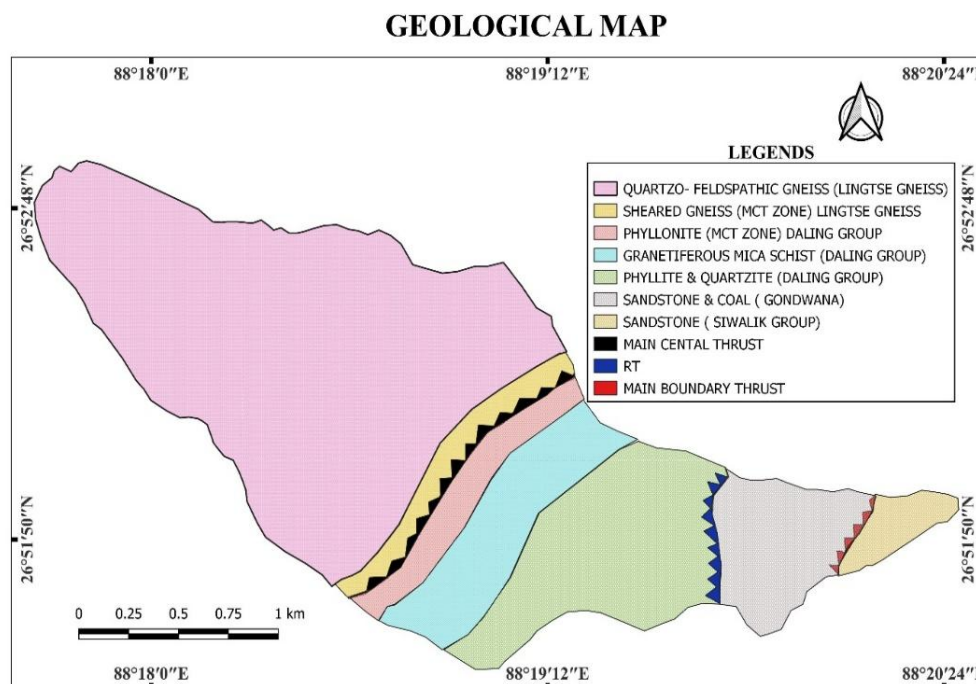 GEOLOGICAL MAP
88°18'0"E
88°19'12"E
88°20'24"E
26°52'48"N
26°52'48"N
LEGENDS
QUARTZO- FELDSPATHIC GNEISS (LINGTSE GNEISS)
SHEARED GNEISS (MCT ZONE) LINGTSE GNEISS
PHYLLONITE (MCT ZONE) DALING GROUP
GRANETIFEROUS MICA SCHIST (DALING GROUP)
PHYLLITE & QUARTZITE (DALING GROUP)
SANDSTONE & COAL ( GONDWANA)
SANDSTONE ( SIWALIK GROUP)
MAIN CENTAL THRUST
RT
MAIN BOUNDARY THRUST
26°51'50"N
26°51'50"N
0 0.25 0.5 0.75 1 km
88°18'0"E
88°19'12"E
88°20'24"E